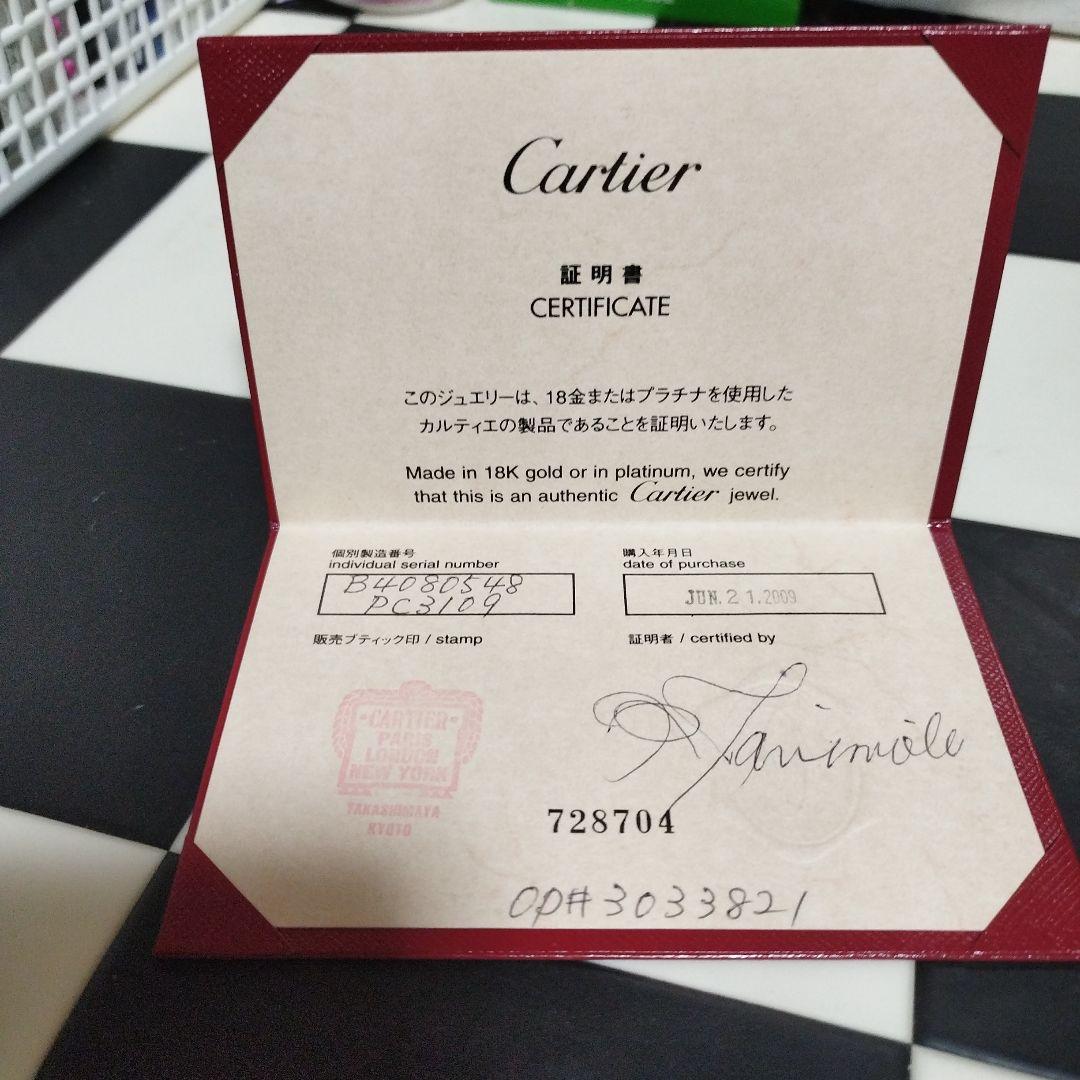 Cartier
証明書
CERTIFICATE
このジュエリーは、18金またはプラチナを使用した
カルティエの製品であることを証明いたします。
Made in 18K gold or in platinum, we certify
that this is an authentic Cartier jewel.
個別製造番号
individual serial number
B4080548
PC3109
購入年月日
date of purchase
JUN. 21.2009
販売ブティック印 / stamp
証明者 / certified by
CARTIER
PARIS
LONDON
NEW YORK
TAKASHIMAYA
KYOTO
728704
OP# 3033821